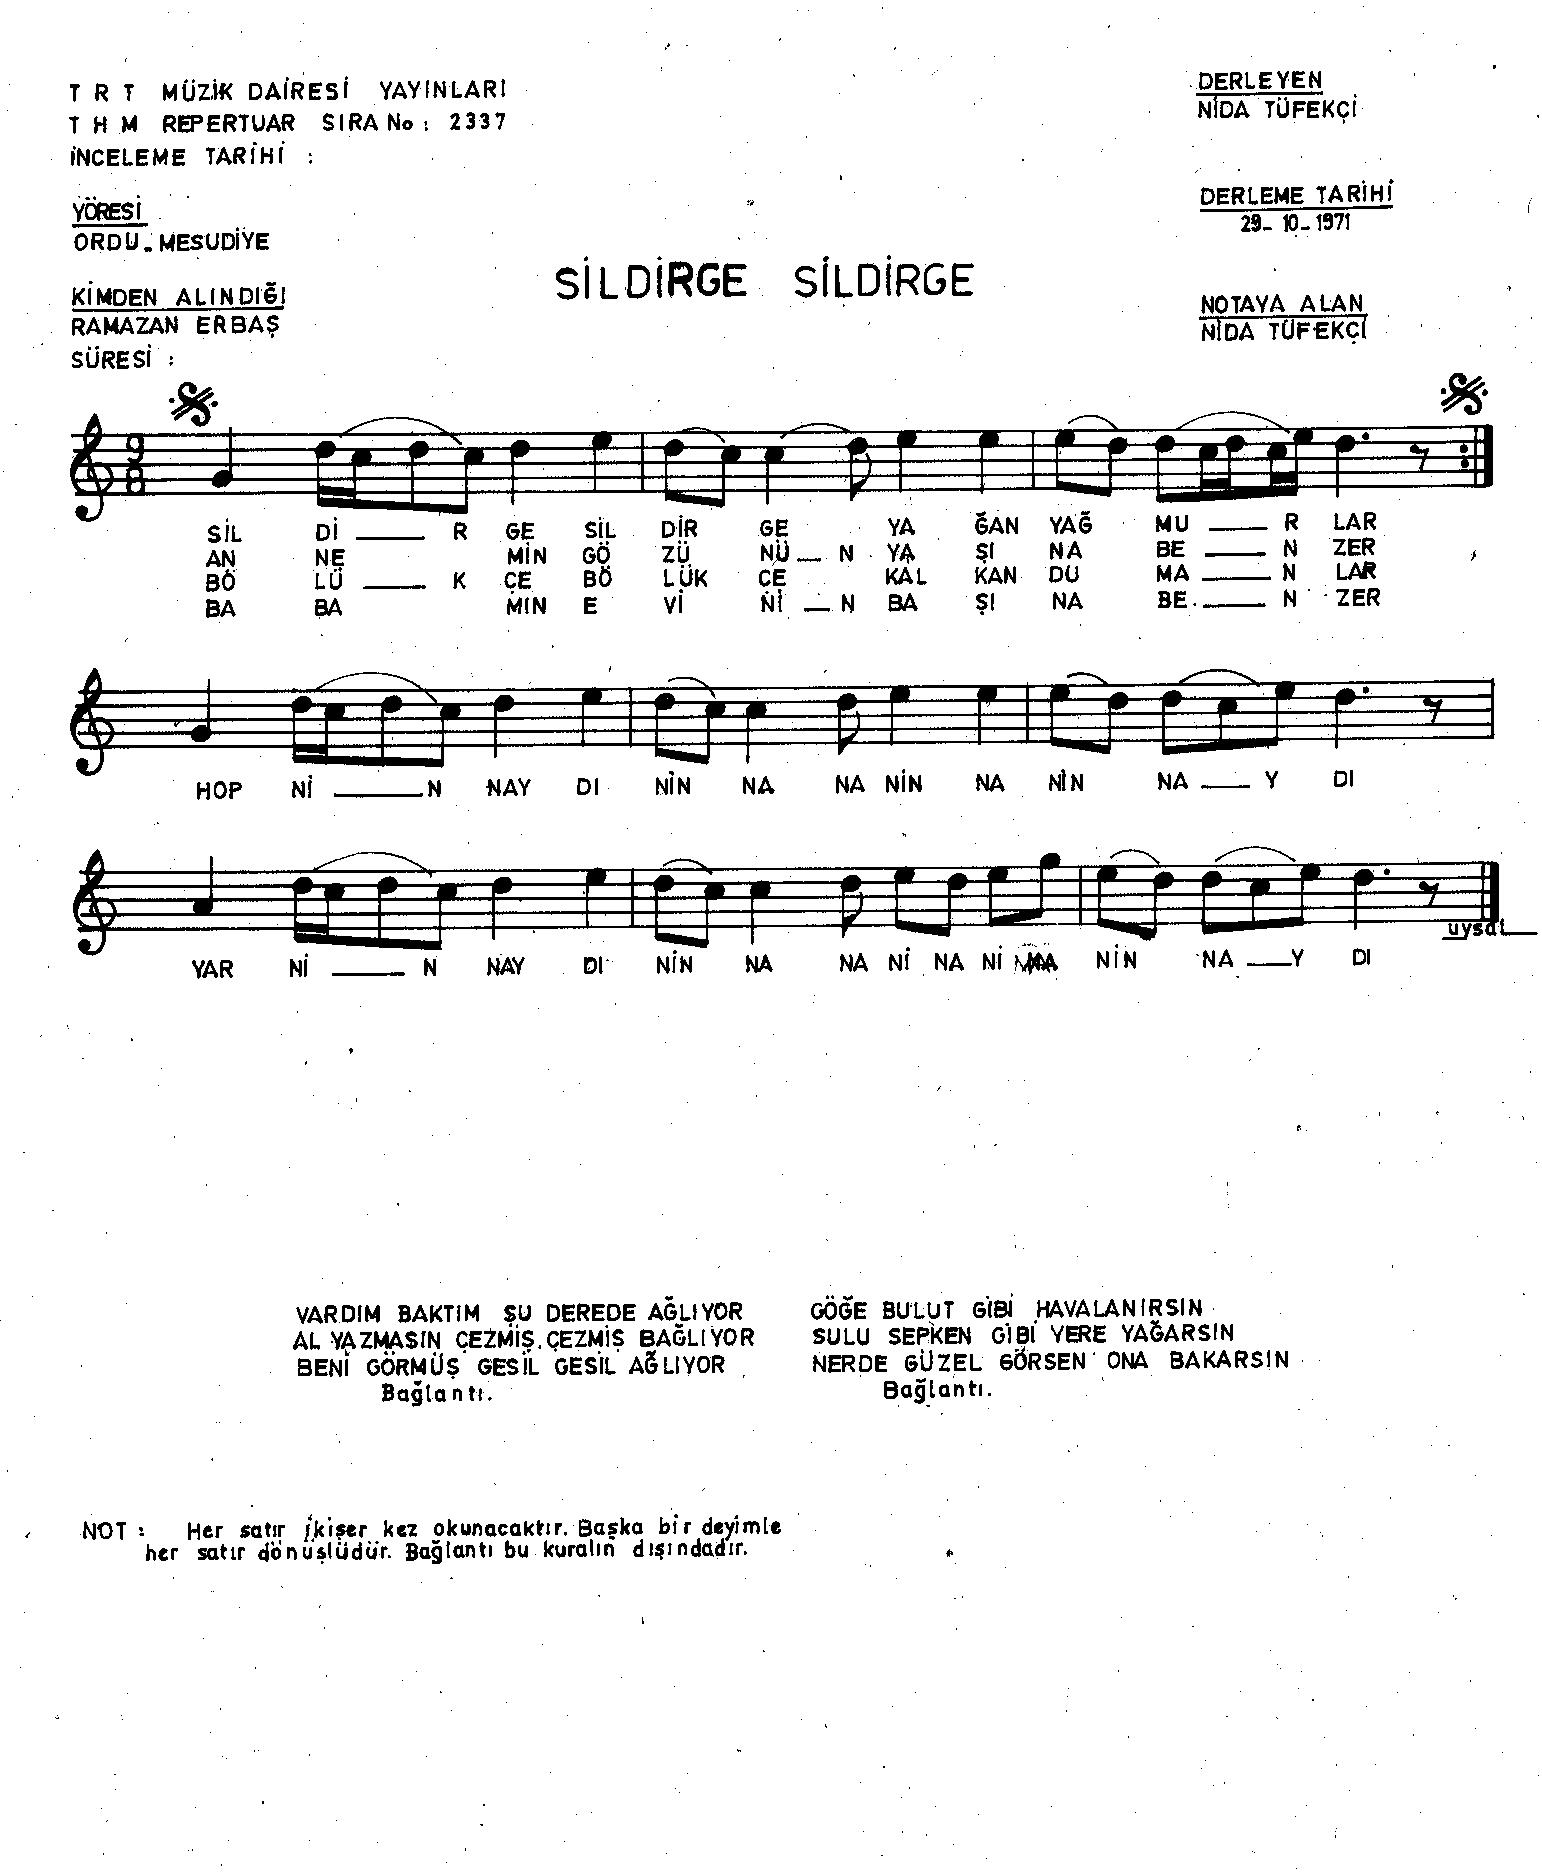 T R T MÜZİK DAİRESİ YAYINLARI
T H M REPERTUAR SIRA No : 2337
İNCELEME TARİHİ :
YÖRESİ
ORDU - MESUDİYE
KİMDEN ALINDIĞI
RAMAZAN ERBAŞ
SÜRESİ :
DERLEYEN
NİDA TÜFEKÇİ
DERLEME TARİHİ
29-10-1971
NOTAYA ALAN
NİDA TÜFEKÇİ
SİLDİRGE SİLDİRGE
9
8
SİL Dİ ___ R GE SİL DİR GE YA ĞAN YAĞ MU ___ R LAR
AN NE MİN GÖ ZÜ NÜ _ N YA ŞI NA BE ___ N ZER
BÖ LÜ ___ K ÇE BÖ LÜK ÇE KAL KAN DU MA ___ N LAR
BA BA MIN E Vİ Nİ _ N BA ŞI NA BE ___ N ZER
HOP Nİ ___ N NAY DI NİN NA NA NİN NA NİN NA ___ Y DI
YAR Nİ ___ N NAY DI NİN NA NA Nİ NA Nİ NA NİN NA ___ Y DI
uysal
VARDIM BAKTIM ŞU DEREDE AĞLIYOR
AL YAZMASIN ÇEZMİŞ ÇEZMİŞ BAĞLIYOR
BENİ GÖRMÜŞ GESİL GESİL AĞLIYOR
Bağlantı.
GÖĞE BULUT GİBİ HAVALANIRSIN
SULU SEPKEN GİBİ YERE YAĞARSIN
NERDE GÜZEL GÖRSEN ONA BAKARSIN
Bağlantı.
NOT : Her satır ikişer kez okunacaktır. Başka bir deyimle
her satır dönüşlüdür. Bağlantı bu kuralın dışındadır.